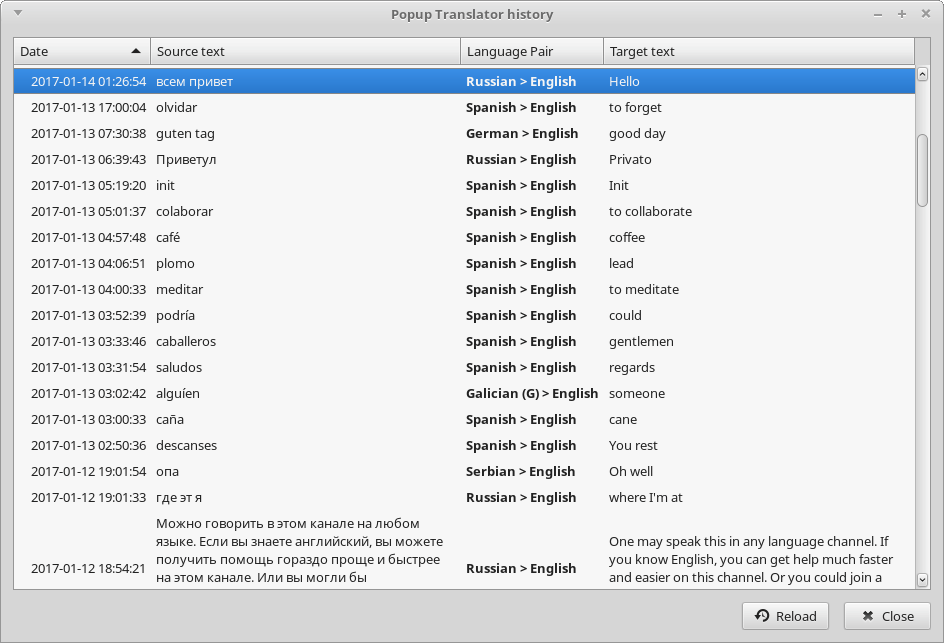 Popup Translator history
Date Source text Language Pair Target text
2017-01-14 01:26:54 всем привет Russian > English Hello
2017-01-13 17:00:04 olvidar Spanish > English to forget
2017-01-13 07:30:38 guten tag German > English good day
2017-01-13 06:39:43 Приветул Russian > English Privato
2017-01-13 05:19:20 init Spanish > English Init
2017-01-13 05:01:37 colaborar Spanish > English to collaborate
2017-01-13 04:57:48 café Spanish > English coffee
2017-01-13 04:06:51 plomo Spanish > English lead
2017-01-13 04:00:33 meditar Spanish > English to meditate
2017-01-13 03:52:39 podría Spanish > English could
2017-01-13 03:33:46 caballeros Spanish > English gentlemen
2017-01-13 03:31:54 saludos Spanish > English regards
2017-01-13 03:02:42 alguíen Galician (G) > English someone
2017-01-13 03:00:33 caña Spanish > English cane
2017-01-13 02:50:36 descanses Spanish > English You rest
2017-01-12 19:01:54 опа Serbian > English Oh well
2017-01-12 19:01:33 где эт я Russian > English where I'm at
2017-01-12 18:54:21
Можно говорить в этом канале на любом
языке. Если вы знаете английский, вы можете
получить помощь гораздо проще и быстрее
на этом канале. Или вы могли бы
Russian > English
One may speak this in any language channel. If
you know English, you can get help much faster
and easier on this channel. Or you could join a
Reload Close